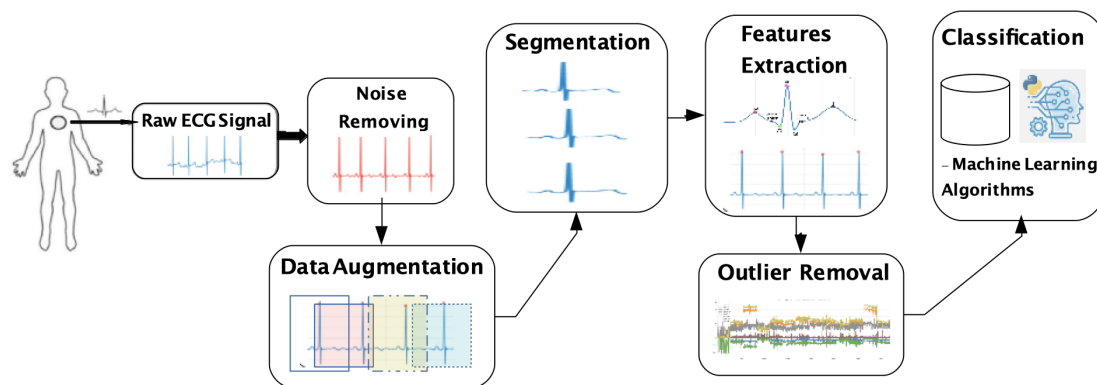 Raw ECG Signal
Noise
Removing
Data Augmentation
Segmentation
Features
Extraction
Outlier Removal
Classification
– Machine Learning
Algorithms